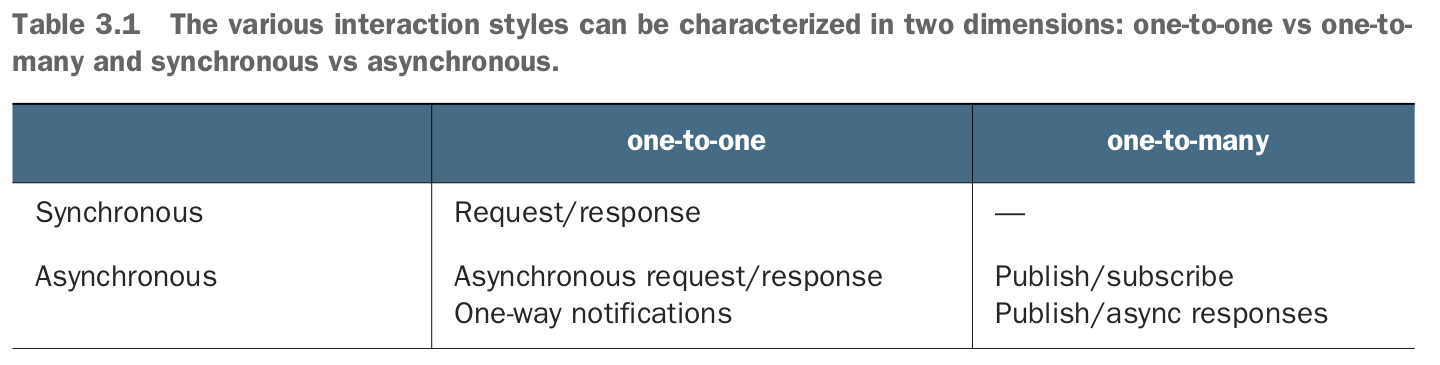 Table 3.1 The various interaction styles can be characterized in two dimensions: one-to-one vs one-to-
many and synchronous vs asynchronous.
one-to-one one-to-many
Synchronous Request/response —
Asynchronous Asynchronous request/response Publish/subscribe
One-way notifications Publish/async responses